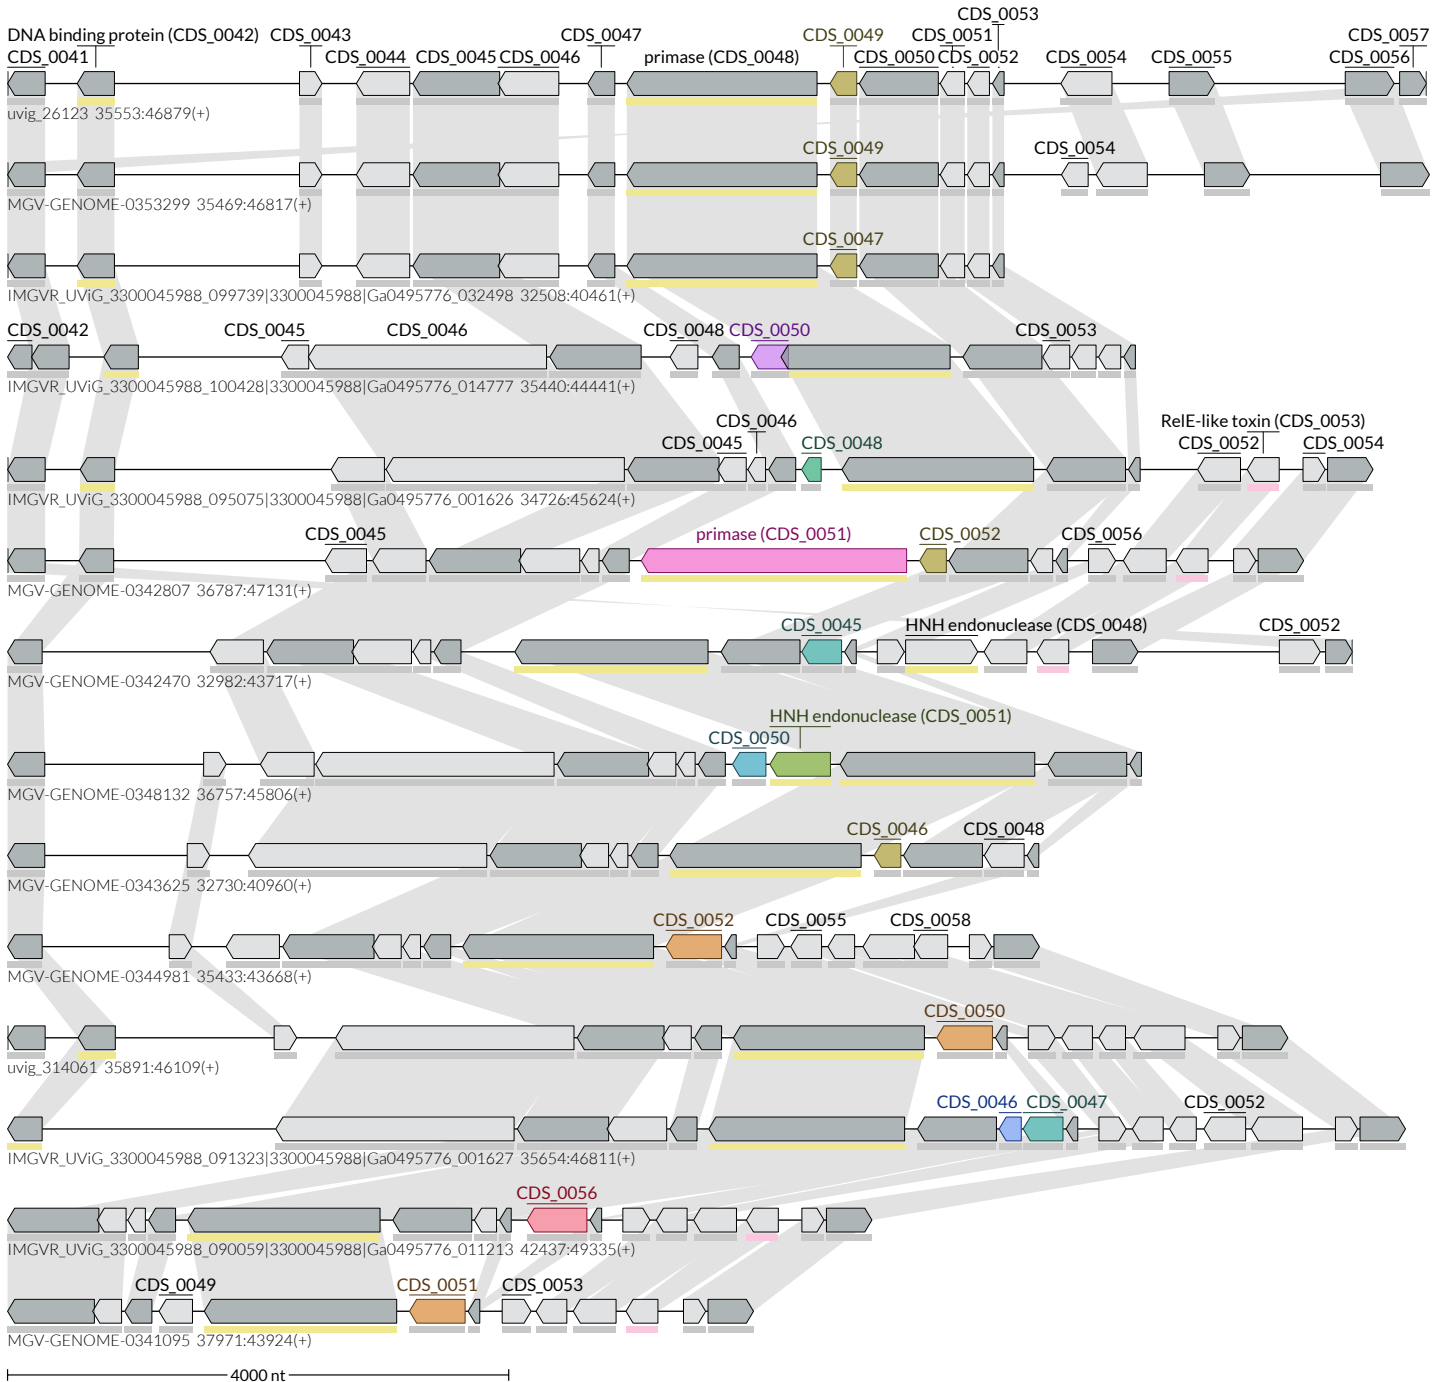 CDS_0053
DNA binding protein (CDS_0042) CDS_0043 CDS_0047 CDS_0049 CDS_0051 CDS_0057
CDS_0041 CDS_0044 CDS_0045 CDS_0046 primase (CDS_0048) CDS_0050 CDS_0052 CDS_0054 CDS_0055 CDS_0056
uvig_26123 35553:46879(+)
CDS_0049 CDS_0054
MGV-GENOME-0353299 35469:46817(+)
CDS_0047
IMGVR_UViG_3300045988_099739|3300045988|Ga0495776_032498 32508:40461(+)
CDS_0042 CDS_0045 CDS_0046 CDS_0048 CDS_0050 CDS_0053
IMGVR_UViG_3300045988_100428|3300045988|Ga0495776_014777 35440:44441(+)
CDS_0046 RelE-like toxin (CDS_0053)
CDS_0045 CDS_0048 CDS_0052 CDS_0054
IMGVR_UViG_3300045988_095075|3300045988|Ga0495776_001626 34726:45624(+)
CDS_0045 primase (CDS_0051) CDS_0052 CDS_0056
MGV-GENOME-0342807 36787:47131(+)
CDS_0045 HNH endonuclease (CDS_0048) CDS_0052
MGV-GENOME-0342470 32982:43717(+)
HNH endonuclease (CDS_0051)
CDS_0050
MGV-GENOME-0348132 36757:45806(+)
CDS_0046 CDS_0048
MGV-GENOME-0343625 32730:40960(+)
CDS_0052 CDS_0055 CDS_0058
MGV-GENOME-0344981 35433:43668(+)
CDS_0050
uvig_314061 35891:46109(+)
CDS_0046 CDS_0047 CDS_0052
IMGVR_UViG_3300045988_091323|3300045988|Ga0495776_001627 35654:46811(+)
CDS_0056
IMGVR_UViG_3300045988_090059|3300045988|Ga0495776_011213 42437:49335(+)
CDS_0049 CDS_0051 CDS_0053
MGV-GENOME-0341095 37971:43924(+)
4000 nt